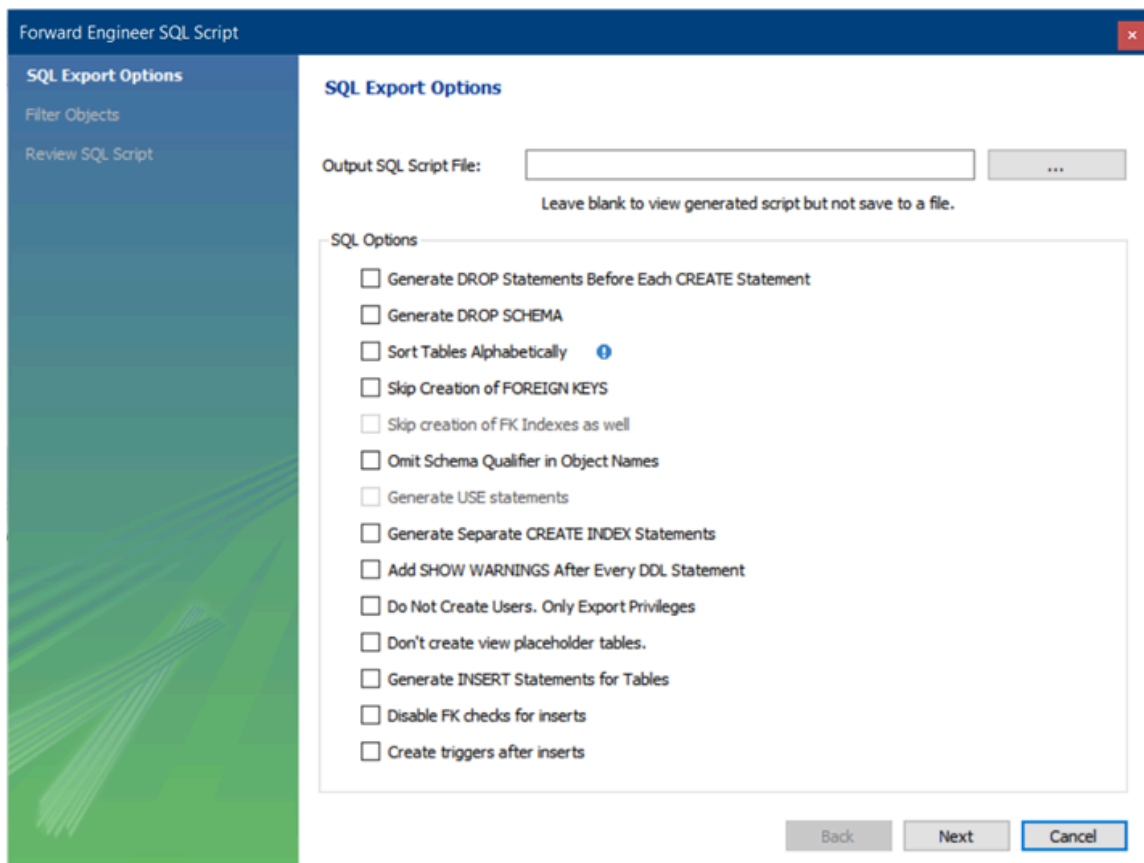 Forward Engineer SQL Script
SQL Export Options
Filter Objects
Review SQL Script
SQL Export Options
Output SQL Script File:
...
Leave blank to view generated script but not save to a file.
SQL Options
Generate DROP Statements Before Each CREATE Statement
Generate DROP SCHEMA
Sort Tables Alphabetically
Skip Creation of FOREIGN KEYS
Skip creation of FK Indexes as well
Omit Schema Qualifier in Object Names
Generate USE statements
Generate Separate CREATE INDEX Statements
Add SHOW WARNINGS After Every DDL Statement
Do Not Create Users. Only Export Privileges
Don't create view placeholder tables.
Generate INSERT Statements for Tables
Disable FK checks for inserts
Create triggers after inserts
Back Next Cancel